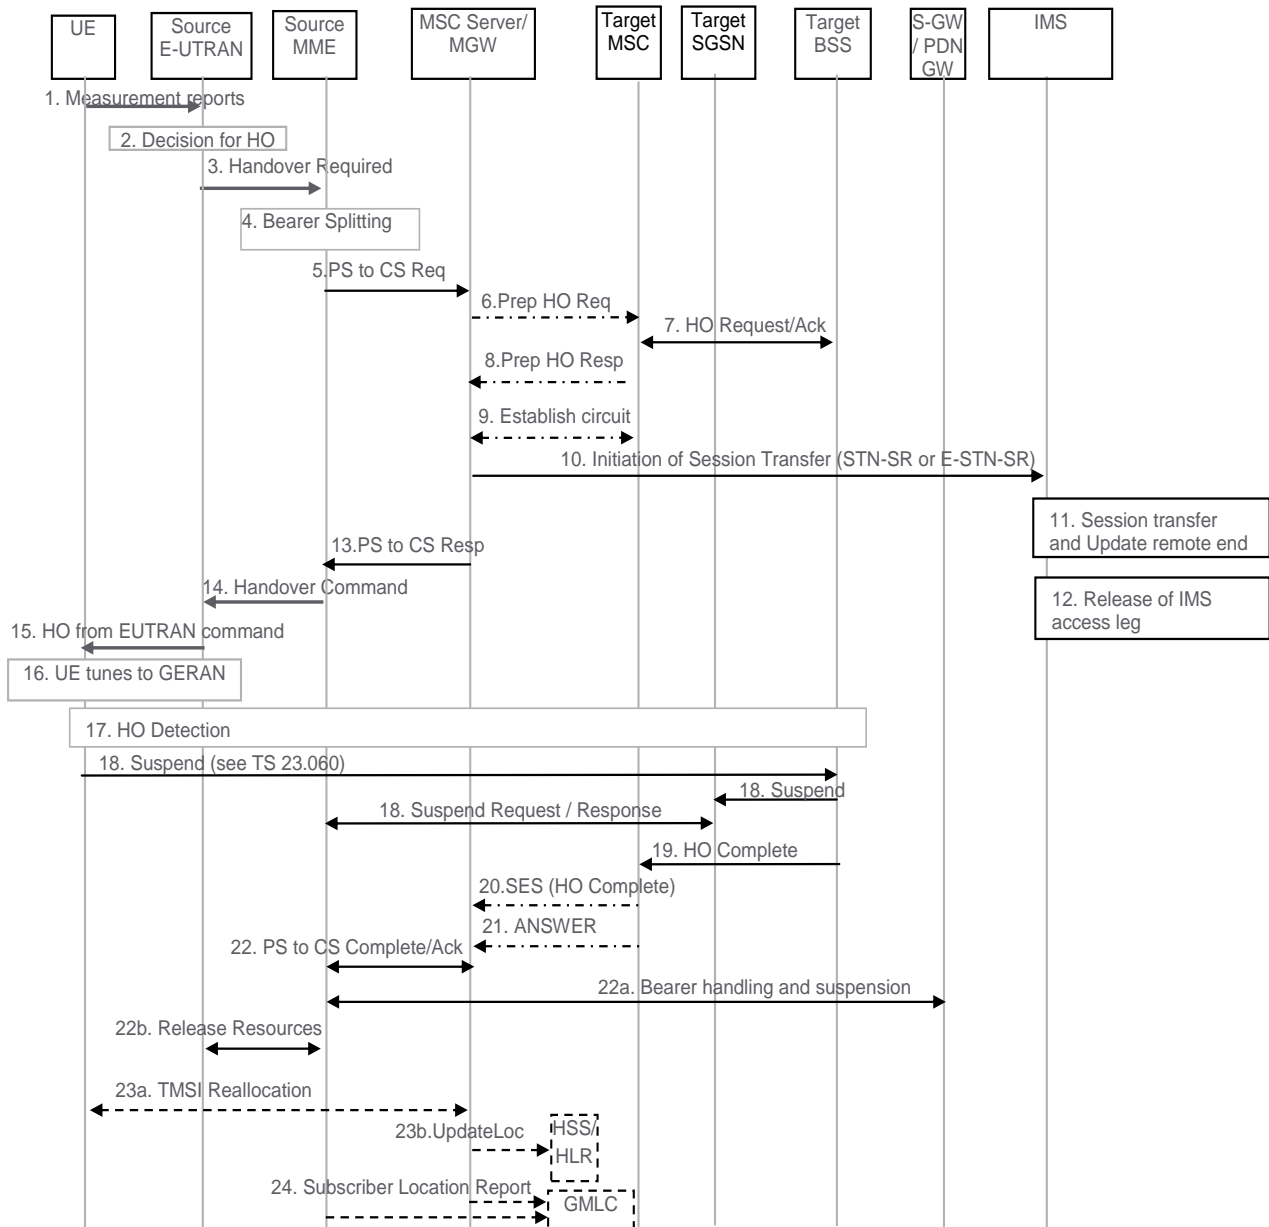 UE
Source
E-UTRAN
Source
MME
MSC Server/
MGW
Target
MSC
Target
SGSN
Target
BSS
S-GW
/ PDN
GW
IMS
1. Measurement reports
2. Decision for HO
3. Handover Required
4. Bearer Splitting
5.PS to CS Req
6.Prep HO Req
7. HO Request/Ack
8.Prep HO Resp
9. Establish circuit
10. Initiation of Session Transfer (STN-SR or E-STN-SR)
11. Session transfer
and Update remote end
13.PS to CS Resp
14. Handover Command
12. Release of IMS
access leg
15. HO from EUTRAN command
16. UE tunes to GERAN
17. HO Detection
18. Suspend (see TS 23.060)
18. Suspend
18. Suspend Request / Response
19. HO Complete
20.SES (HO Complete)
21. ANSWER
22. PS to CS Complete/Ack
22a. Bearer handling and suspension
22b. Release Resources
23a. TMSI Reallocation
23b.UpdateLoc
HSS/
HLR
24. Subscriber Location Report
GMLC